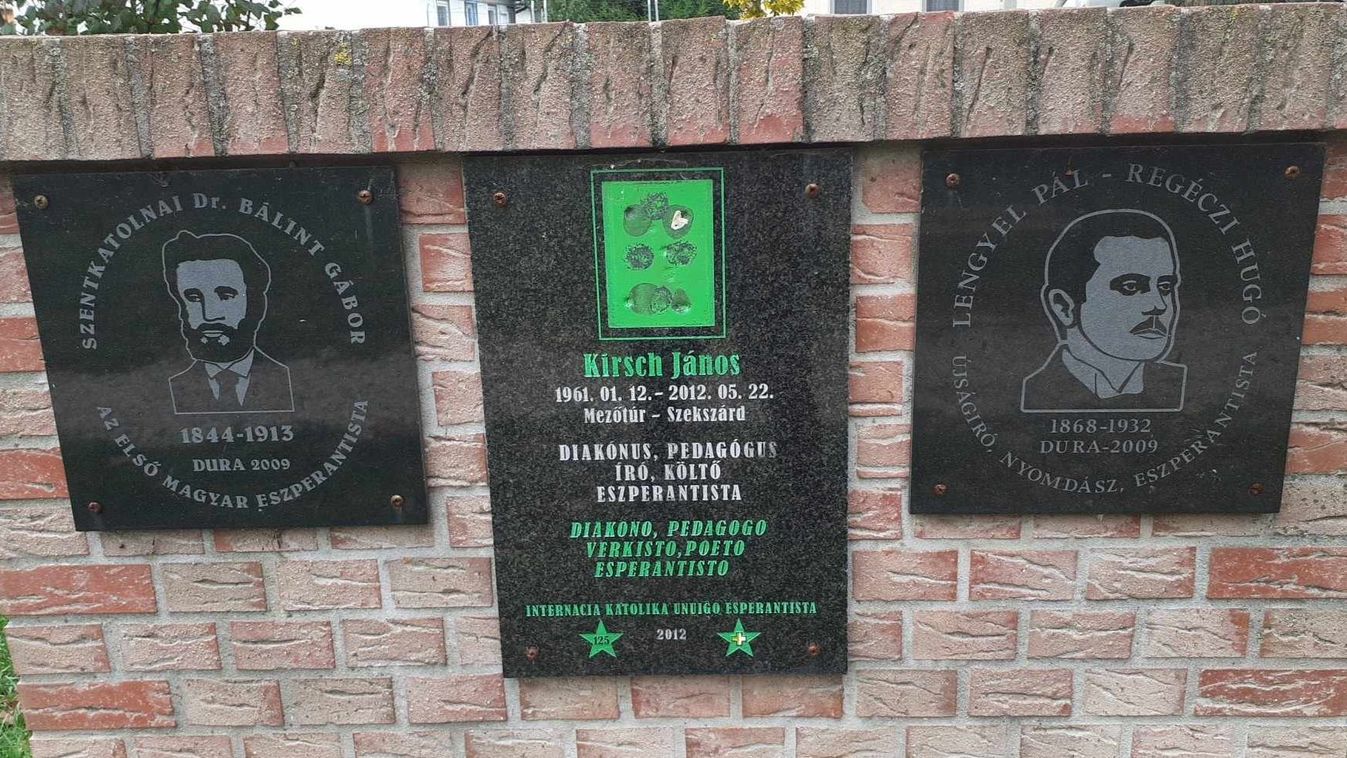 SZENTKATOLNAI Dr. BÁLINT GÁBOR
1844-1913
DURA 2009
AZ ELSŐ MAGYAR ESZPERANTISTA
Kirsch János
1961. 01. 12.- 2012. 05. 22.
Mezőtúr – Szekszárd
DIAKÓNUS, PEDAGÓGUS
ÍRÓ, KÖLTŐ
ESZPERANTISTA
DIAKONO, PEDAGOGO
VERKISTO,POETO
ESPERANTISTO
INTERNACIA KATOLIKA UNUIGO ESPERANTISTA
125
2012
LENGYEL PÁL - REGÉCZI HUGÓ
1868-1932
DURA-2009
ÚJSÁGÍRÓ, NYOMDÁSZ, ESZPERANTISTA